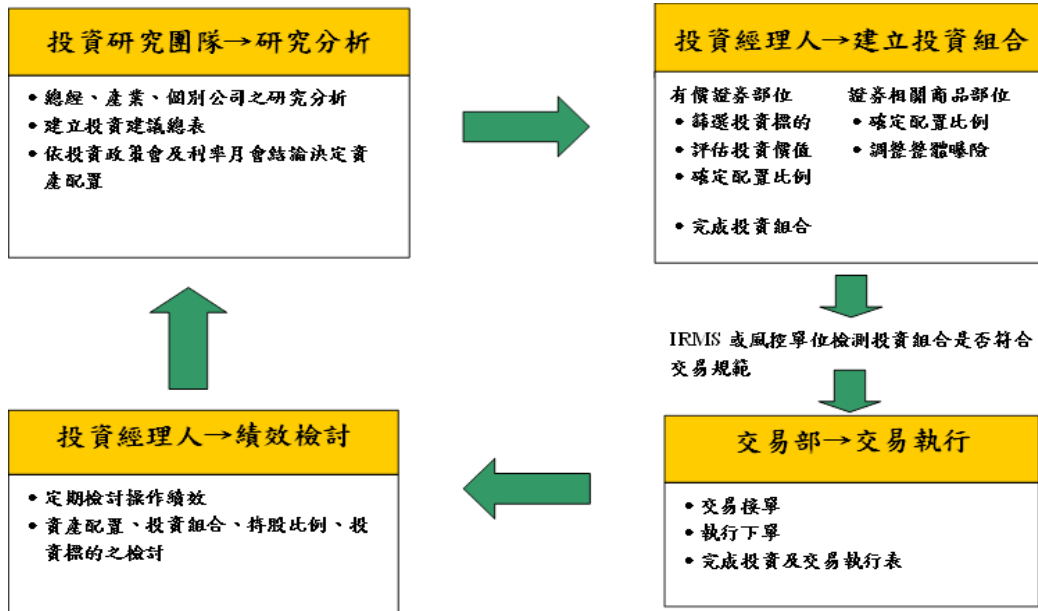 投資研究團隊→研究分析
• 總經、產業、個別公司之研究分析
• 建立投資建議總表
• 依投資政策會及利率月會結論決定資
產配置
投資經理人→建立投資組合
有價證券部位 證券相關商品部位
• 篩選投資標的 • 確定配置比例
• 評估投資價值 • 調整整體曝險
• 確定配置比例
• 完成投資組合
IRMS 或風控單位檢測投資組合是否符合
交易規範
交易部→交易執行
• 交易接單
• 執行下單
• 完成投資及交易執行表
投資經理人→績效檢討
• 定期檢討操作績效
• 資產配置、投資組合、持股比例、投
資標的之檢討